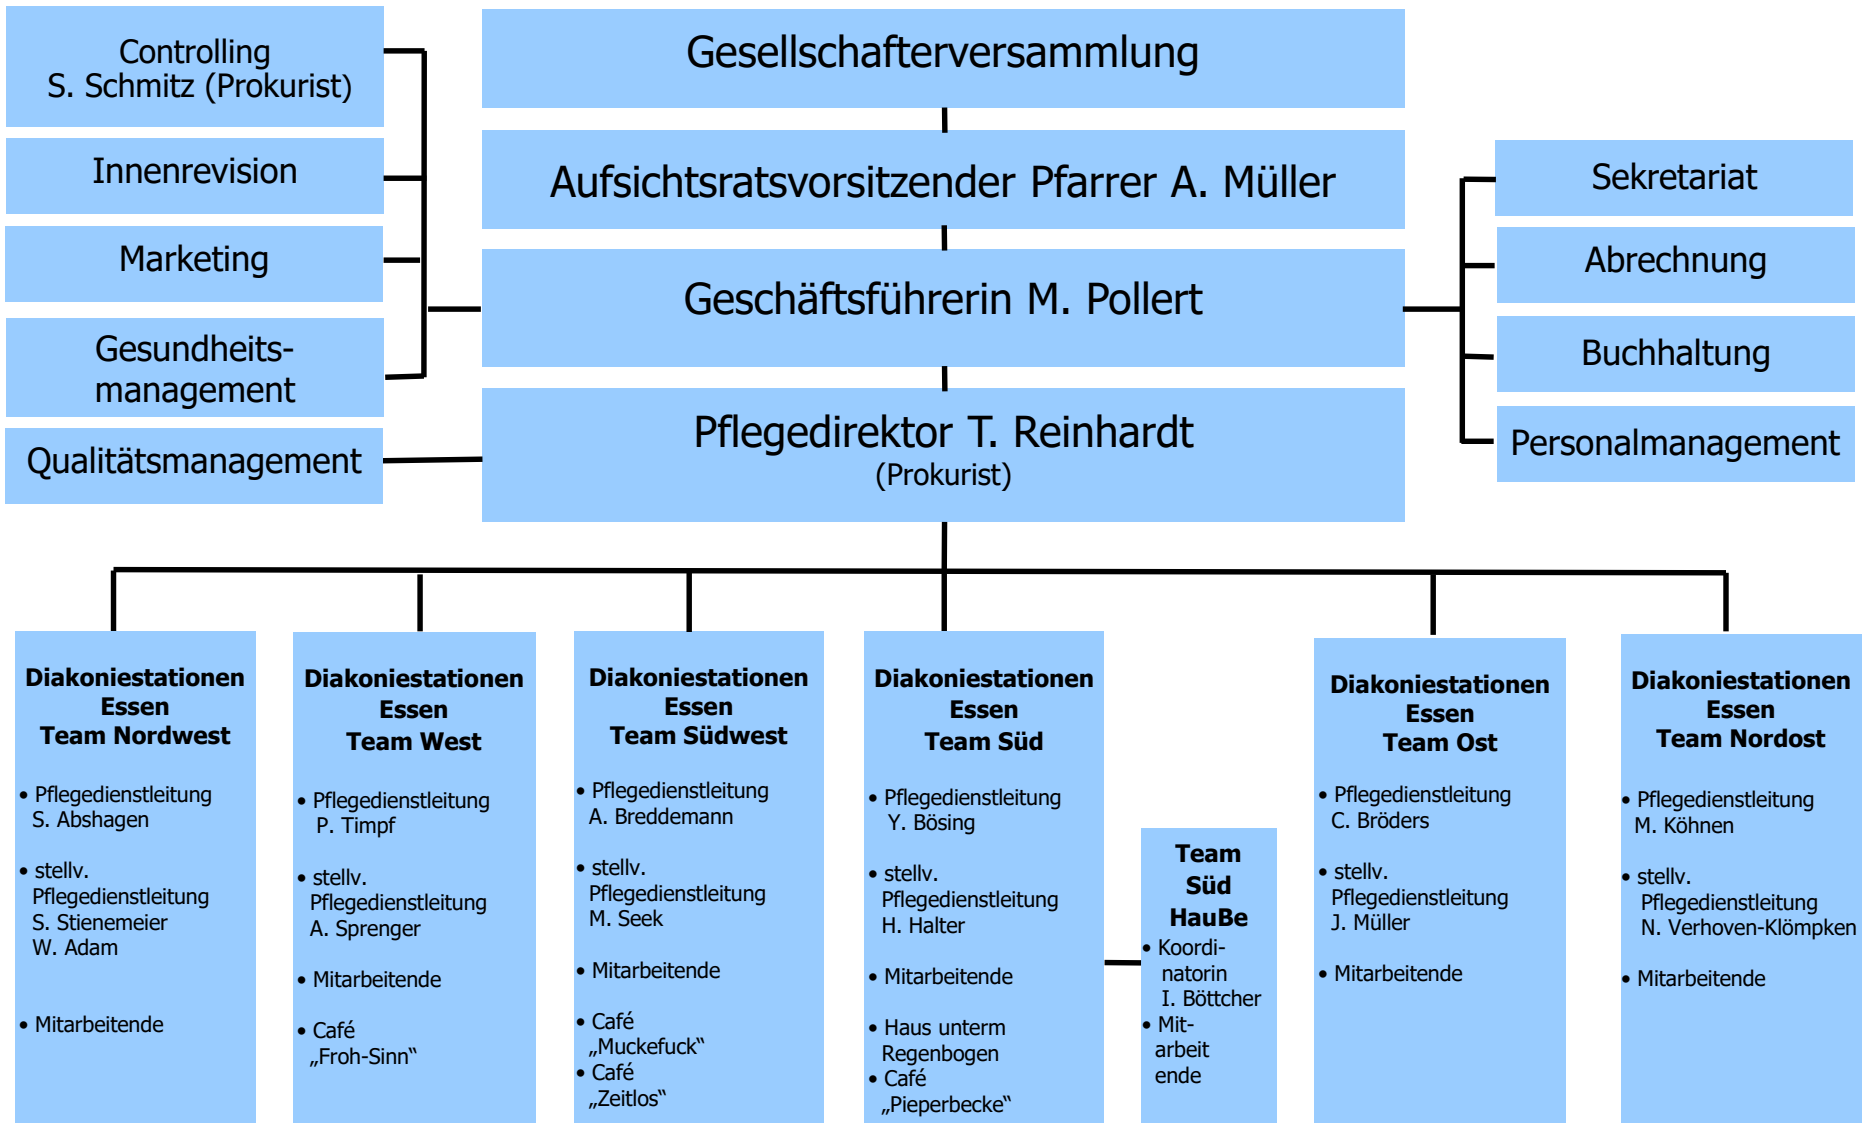 Controlling
S. Schmitz (Prokurist)
Innenrevision
Marketing
Gesundheits-
management
Qualitätsmanagement
Gesellschafterversammlung
Aufsichtsratsvorsitzender Pfarrer A. Müller
Geschäftsführerin M. Pollert
Pflegedirektor T. Reinhardt
(Prokurist)
Sekretariat
Abrechnung
Buchhaltung
Personalmanagement
Diakoniestationen
Essen
Team Nordwest
• Pflegedienstleitung
S. Abshagen
• stellv.
Pflegedienstleitung
S. Stienemeier
W. Adam
• Mitarbeitende
Diakoniestationen
Essen
Team West
• Pflegedienstleitung
P. Timpf
• stellv.
Pflegedienstleitung
A. Sprenger
• Mitarbeitende
• Café
„Froh-Sinn“
Diakoniestationen
Essen
Team Südwest
• Pflegedienstleitung
A. Breddemann
• stellv.
Pflegedienstleitung
M. Seek
• Mitarbeitende
• Café
„Muckefuck“
• Café
„Zeitlos“
Diakoniestationen
Essen
Team Süd
• Pflegedienstleitung
Y. Bösing
• stellv.
Pflegedienstleitung
H. Halter
• Mitarbeitende
• Haus unterm
Regenbogen
• Café
„Pieperbecke“
Team
Süd
HauBe
• Koordi-
natorin
I. Böttcher
• Mit-
arbeit
ende
Diakoniestationen
Essen
Team Ost
• Pflegedienstleitung
C. Bröders
• stellv.
Pflegedienstleitung
J. Müller
• Mitarbeitende
Diakoniestationen
Essen
Team Nordost
• Pflegedienstleitung
M. Köhnen
• stellv.
Pflegedienstleitung
N. Verhoven-Klömpken
• Mitarbeitende